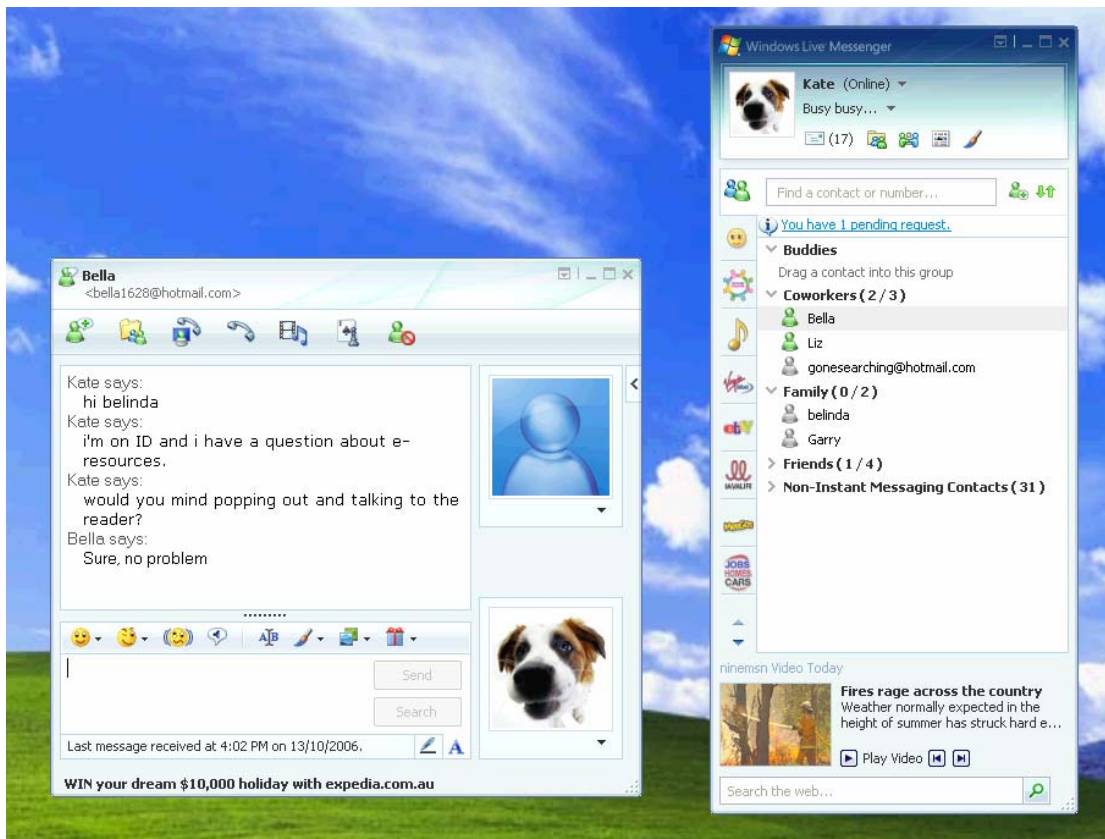 Bella
<bella1628@hotmail.com>
Kate says:
hi belinda
Kate says:
i'm on ID and i have a question about e-
resources.
Kate says:
would you mind popping out and talking to the
reader?
Bella says:
Sure, no problem
Send
Search
Last message received at 4:02 PM on 13/10/2006.
WIN your dream $10,000 holiday with expedia.com.au
Windows Live Messenger
Kate (Online)
Busy busy...
(17)
Find a contact or number...
You have 1 pending request.
Buddies
Drag a contact into this group
Coworkers (2 / 3)
Bella
Liz
gonesearching@hotmail.com
Family (0 / 2)
belinda
Garry
Friends (1 / 4)
Non-Instant Messaging Contacts (31)
ebY
JOBS
HOMES
CARS
ninemsn Video Today
Fires rage across the country
Weather normally expected in the
height of summer has struck hard e...
Play Video
Search the web...